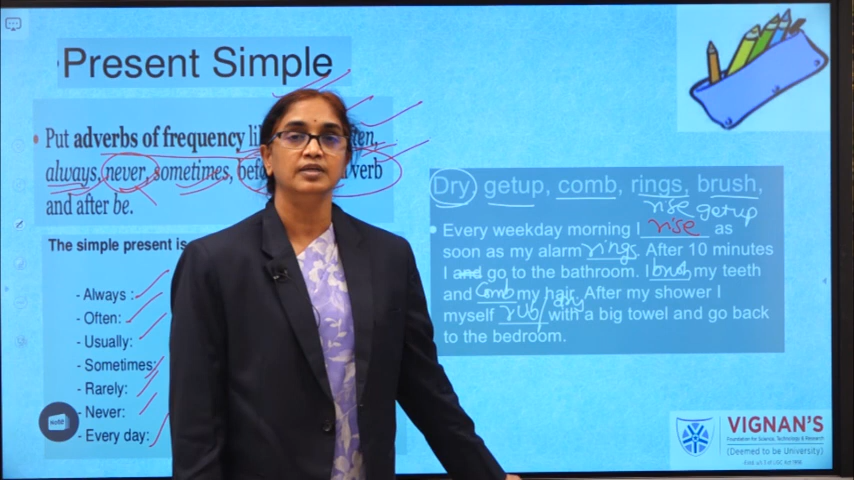 Present Simple
Put adverbs of frequency
always, never, sometimes, verb
and after be.
The simple present is
- Always :
- Often:
- Usually:
- Sometimes:
- Rarely:
- Never:
- Every day:
Dry, getup, comb, rings, brush,
rise getup
Every weekday morning I rise as
soon as my alarm rings. After 10 minutes
I and go to the bathroom. I brush my teeth
and Comb my hair. After my shower I
myself rub/dry with a big towel and go back
to the bedroom.
VIGNAN'S
Foundation for Science, Technology & Research
(Deemed to be University)